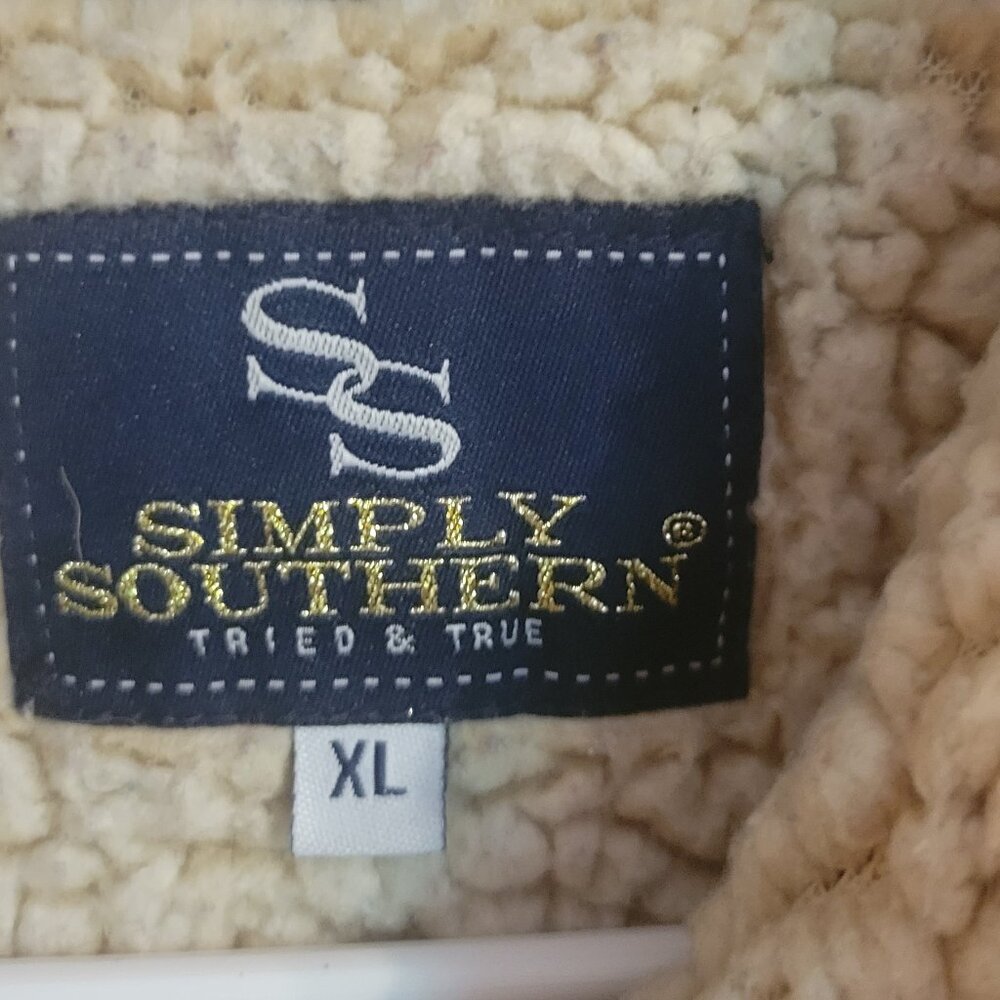 SS
SIMPLY ®
SOUTHERN
TRIED & TRUE
XL